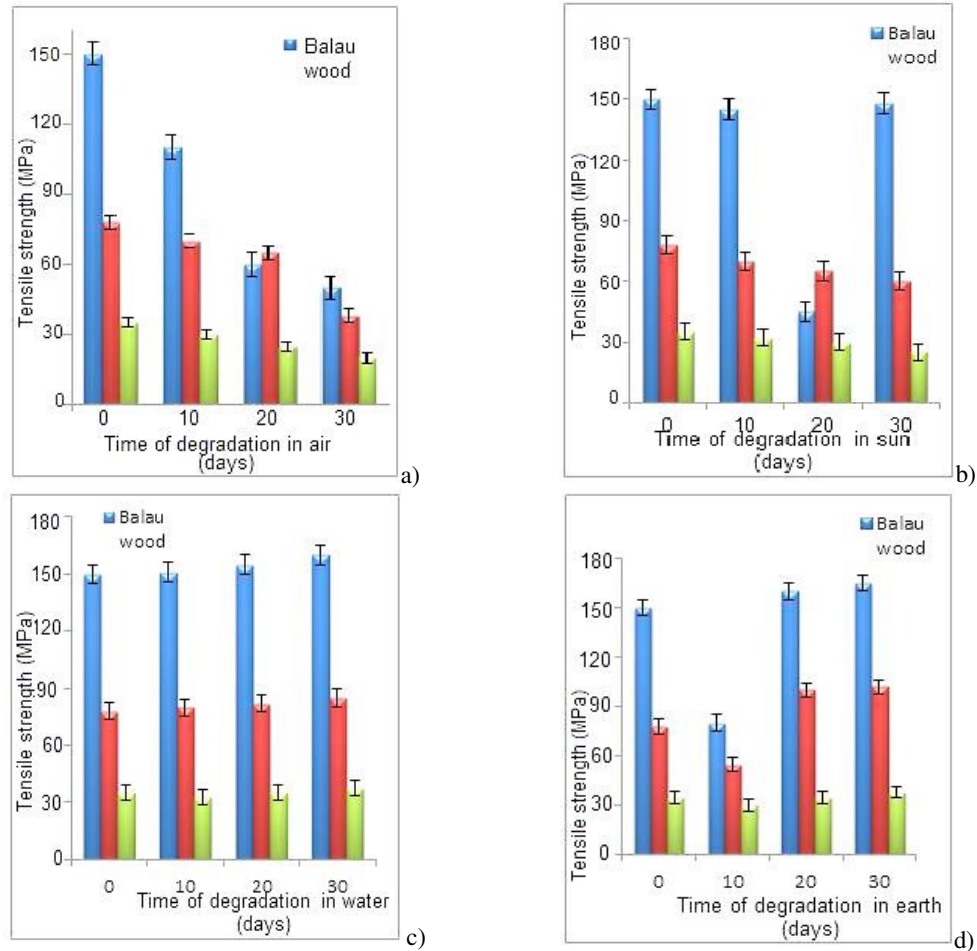 Balau
wood
150
120
90
60
30
0
Tensile strength (MPa)
0 10 20 30
Time of degradation in air
(days)
a)
Balau
wood
180
150
120
90
60
30
0
Tensile strength (MPa)
0 10 20 30
Time of degradation in sun
(days)
b)
Balau
wood
180
150
120
90
60
30
0
Tensile strength (MPa)
0 10 20 30
Time of degradation in water
(days)
c)
Balau
wood
180
150
120
90
60
30
0
Tensile strength (MPa)
0 10 20 30
Time of degradation in earth
(days)
d)